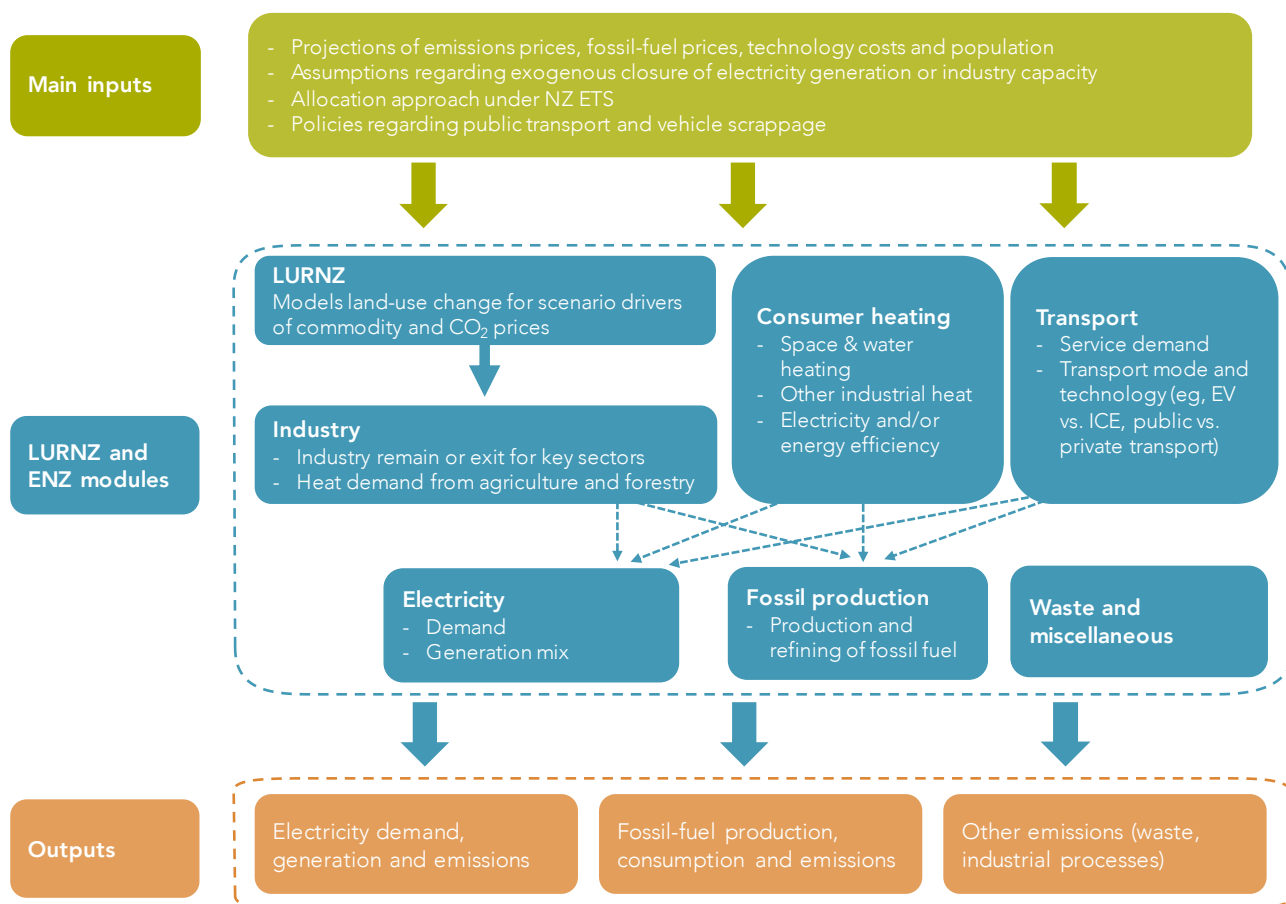 Main inputs
- Projections of emissions prices, fossil-fuel prices, technology costs and population
- Assumptions regarding exogenous closure of electricity generation or industry capacity
- Allocation approach under NZ ETS
- Policies regarding public transport and vehicle scrappage
LURNZ and
ENZ modules
LURNZ
Models land-use change for scenario drivers
of commodity and CO₂ prices
Industry
- Industry remain or exit for key sectors
- Heat demand from agriculture and forestry
Consumer heating
- Space & water
heating
- Other industrial heat
- Electricity and/or
energy efficiency
Transport
- Service demand
- Transport mode and
technology (eg, EV
vs. ICE, public vs.
private transport)
Electricity
- Demand
- Generation mix
Fossil production
- Production and
refining of fossil fuel
Waste and
miscellaneous
Outputs
Electricity demand,
generation and emissions
Fossil-fuel production,
consumption and emissions
Other emissions (waste,
industrial processes)